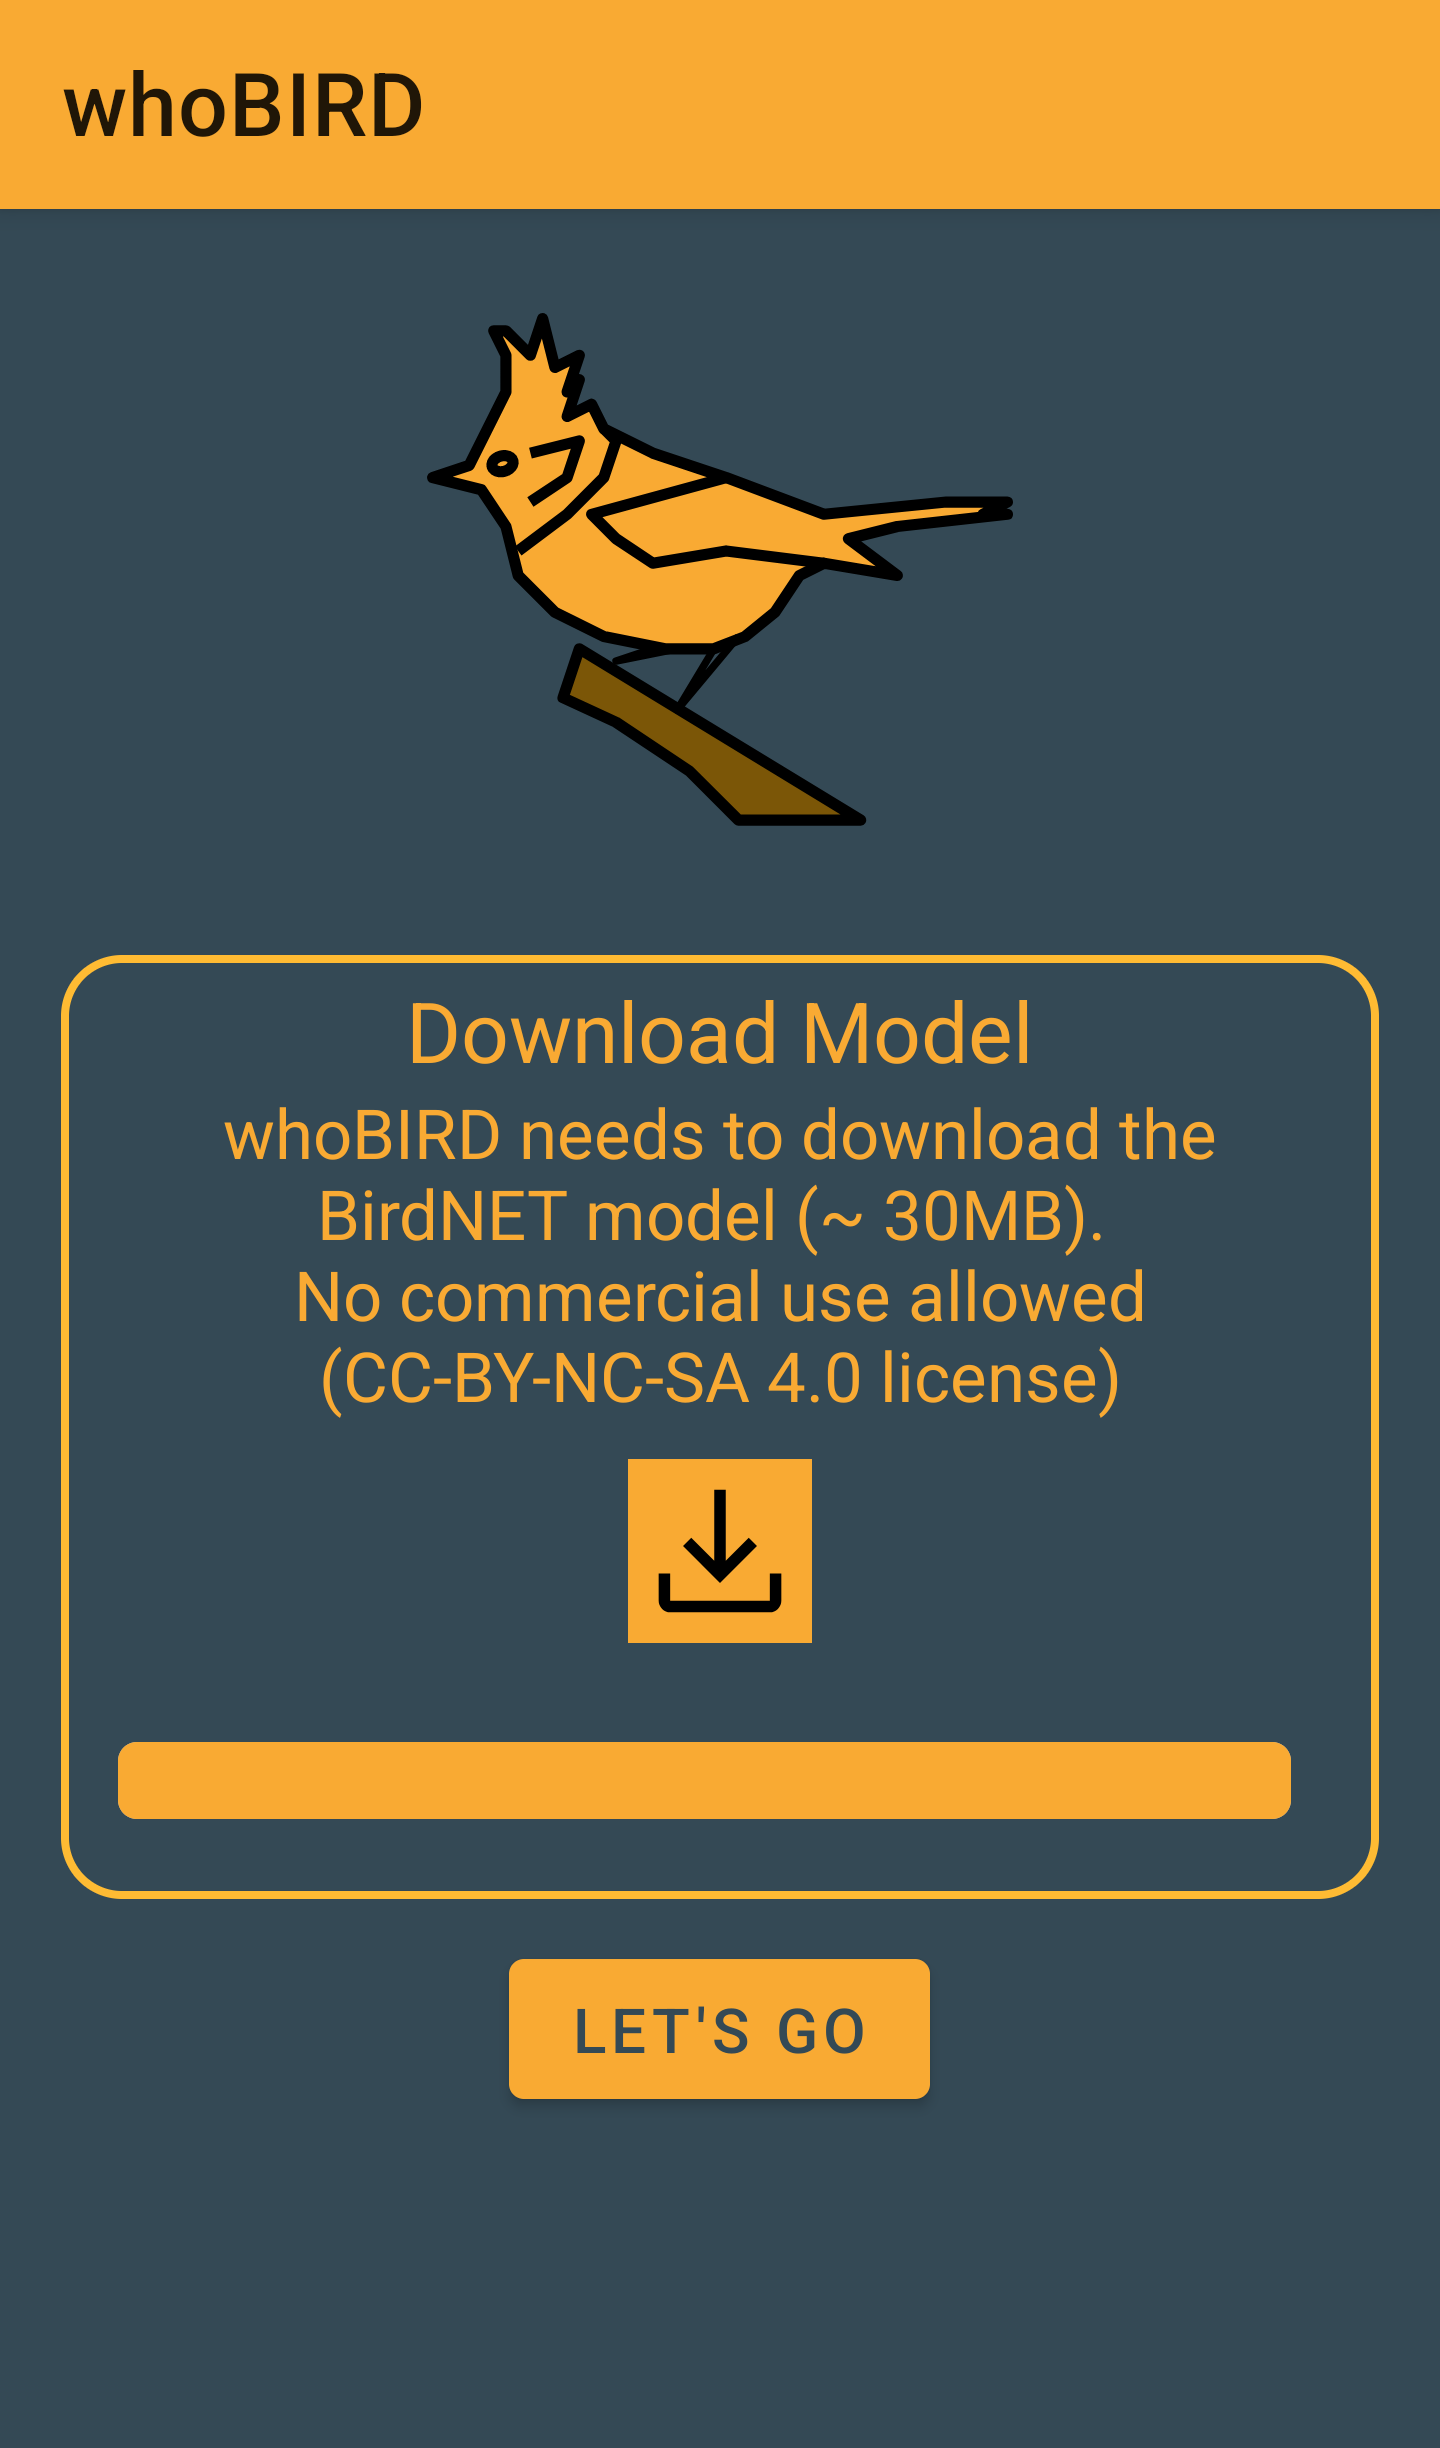 whoBIRD
Download Model
whoBIRD needs to download the
BirdNET model (~ 30MB).
No commercial use allowed
(CC-BY-NC-SA 4.0 license)
LET'S GO